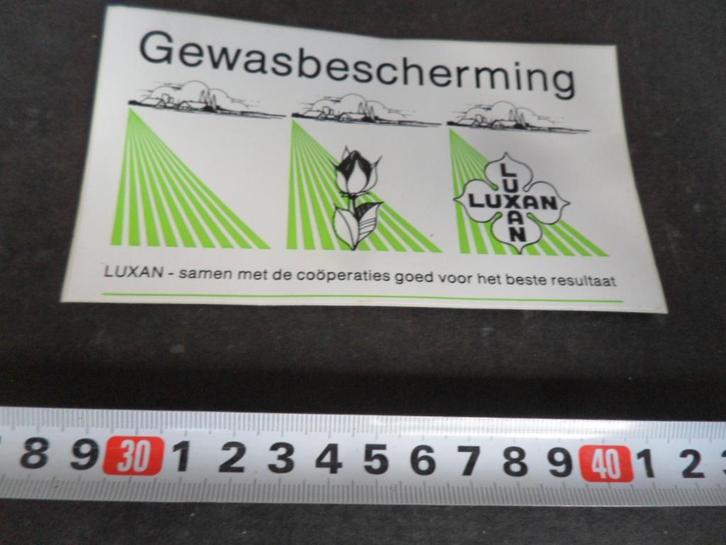 Gewasbescherming
LUXAN
LUXAN
LUXAN - samen met de coöperaties goed voor het beste resultaat
8 9 30 1 2 3 4 5 6 7 8 9 40 1 2